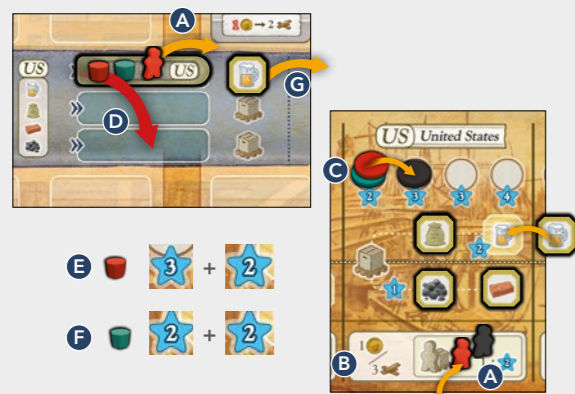 A
1 → 2
US
US
G
D
US United States
C
2 3 3 4
2
1
E 3 + 2
F 2 + 2
B 1 / 3
A
1 : 2